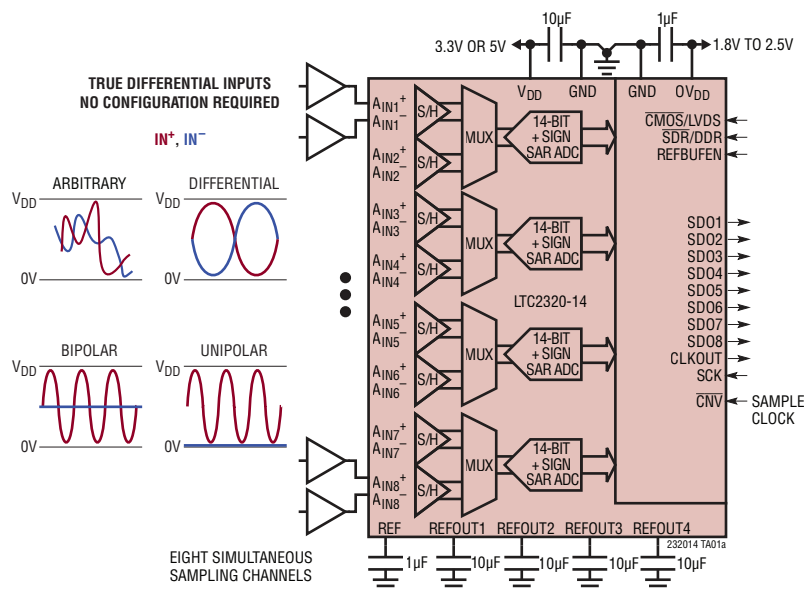 10µF
1µF
3.3V OR 5V
1.8V TO 2.5V
TRUE DIFFERENTIAL INPUTS
NO CONFIGURATION REQUIRED
IN+, IN−
ARBITRARY
VDD
0V
DIFFERENTIAL
BIPOLAR
VDD
0V
UNIPOLAR
EIGHT SIMULTANEOUS
SAMPLING CHANNELS
VDD
GND
GND
OVDD
AIN1+
AIN1−
S/H
AIN2+
AIN2−
S/H
MUX
14-BIT
+ SIGN
SAR ADC
AIN3+
AIN3−
S/H
AIN4+
AIN4−
S/H
MUX
14-BIT
+ SIGN
SAR ADC
LTC2320-14
AIN5+
AIN5−
S/H
AIN6+
AIN6−
S/H
MUX
14-BIT
+ SIGN
SAR ADC
AIN7+
AIN7−
S/H
AIN8+
AIN8−
S/H
MUX
14-BIT
+ SIGN
SAR ADC
CMOS/LVDS
SDR/DDR
REFBUFEN
SDO1
SDO2
SDO3
SDO4
SDO5
SDO6
SDO7
SDO8
CLKOUT
SCK
CNV
SAMPLE
CLOCK
REF
REFOUT1
REFOUT2
REFOUT3
REFOUT4
232014 TA01a
1µF
10µF
10µF
10µF
10µF